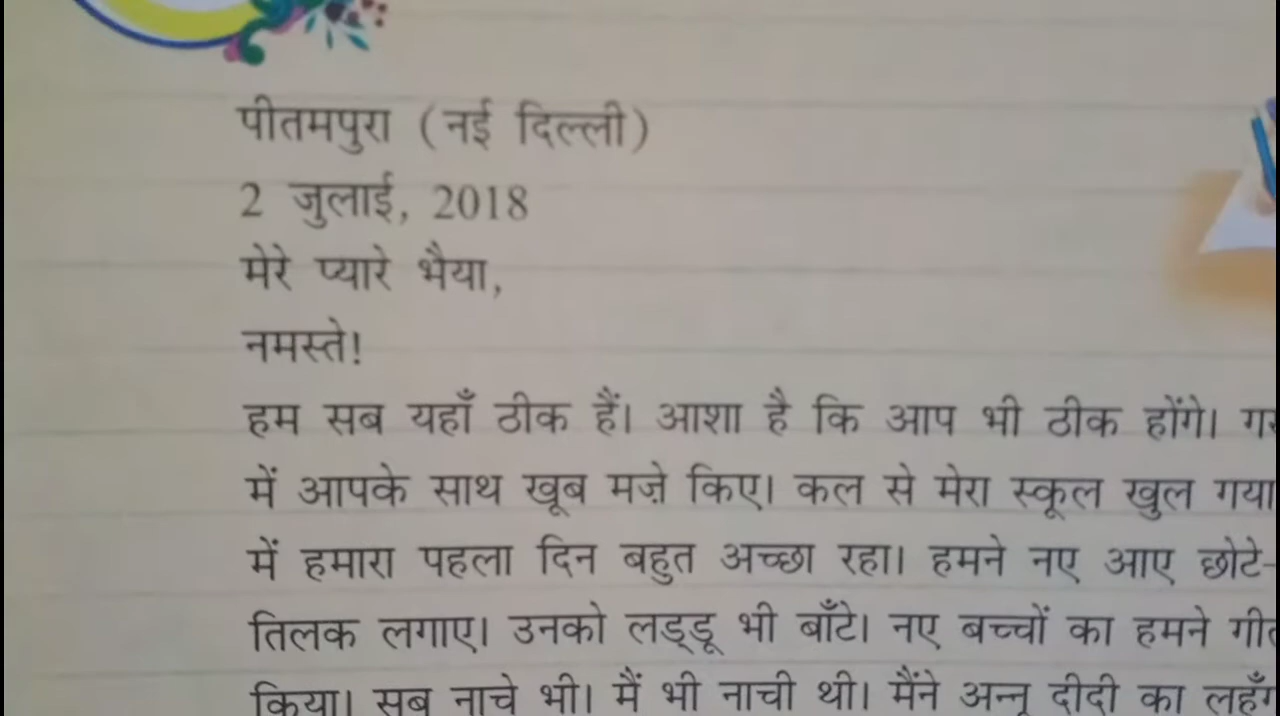 पीतमपुरा (नई दिल्ली)
2 जुलाई, 2018
मेरे प्यारे भैया,
नमस्ते!
हम सब यहाँ ठीक हैं। आशा है कि आप भी ठीक होंगे।
में आपके साथ खूब मज़े किए। कल से मेरा स्कूल खुल गया
में हमारा पहला दिन बहुत अच्छा रहा। हमने नए आए छोटे-
तिलक लगाए। उनको लड्डू भी बाँटे। नए बच्चों का हमने
किया। सब नाचे भी। मैं भी नाची थी। मैंने अन्नू दीदी का